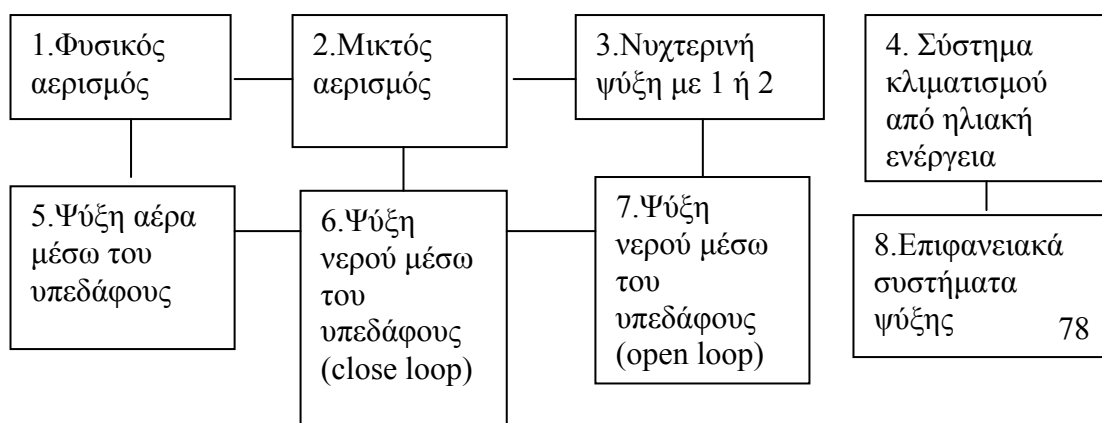 1.Φυσικός
αερισμός
2.Μικτός
αερισμός
3.Νυχτερινή
ψύξη με 1 ή 2
4. Σύστημα
κλιματισμού
από ηλιακή
ενέργεια
5.Ψύξη αέρα
μέσω του
υπεδάφους
6.Ψύξη
νερού μέσω
του
υπεδάφους
(close loop)
7.Ψύξη
νερού μέσω
του
υπεδάφους
(open loop)
8.Επιφανειακά
συστήματα
ψύξης
78